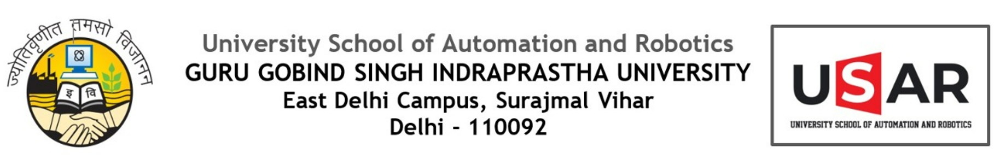 ज्योतिर्वृणीत तमसो विजानन
इ वि
University School of Automation and Robotics
GURU GOBIND SINGH INDRAPRASTHA UNIVERSITY
East Delhi Campus, Surajmal Vihar
Delhi - 110092
USAR
UNIVERSITY SCHOOL OF AUTOMATION AND ROBOTICS